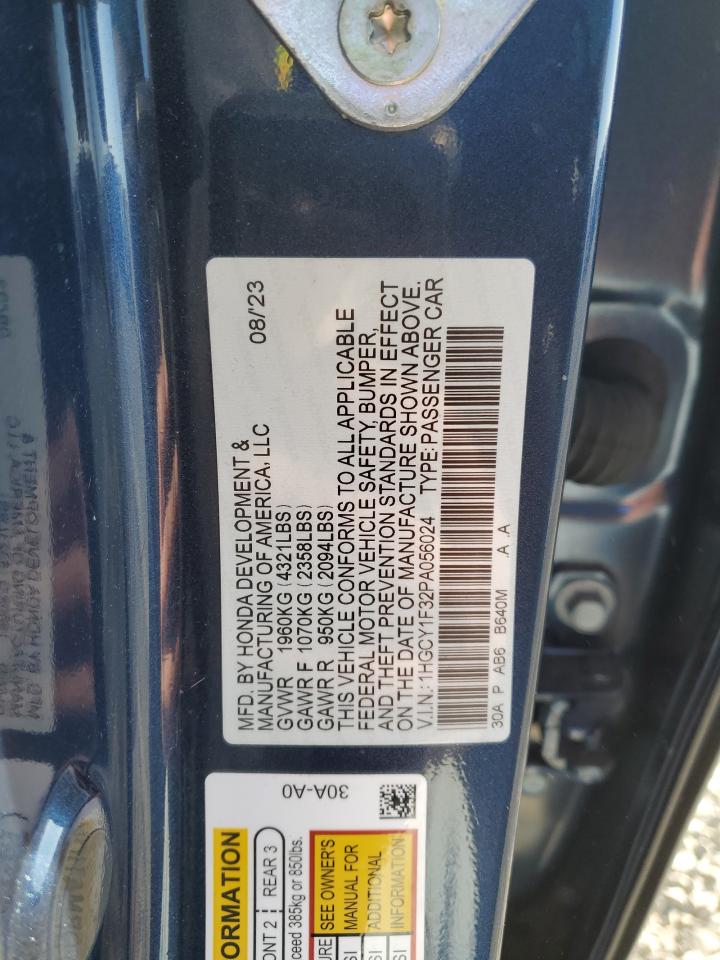 MFD. BY HONDA DEVELOPMENT &
MANUFACTURING OF AMERICA, LLC 08/'23
GVWR 1960KG (4321LBS)
GAWR F 1070KG (2358LBS)
GAWR R 950KG (2094LBS)
THIS VEHICLE CONFORMS TO ALL APPLICABLE
FEDERAL MOTOR VEHICLE SAFETY, BUMPER,
AND THEFT PREVENTION STANDARDS IN EFFECT
ON THE DATE OF MANUFACTURE SHOWN ABOVE.
V.I.N.: 1HGCY1F32PA056024 TYPE: PASSENGER CAR
30A P AB6 B640M .A .A
ORMATION 30A-A0
ONT 2 REAR 3
ceed 385kg or 850lbs.
URE SEE OWNER'S
MANUAL FOR
SI ADDITIONAL
SI INFORMATION